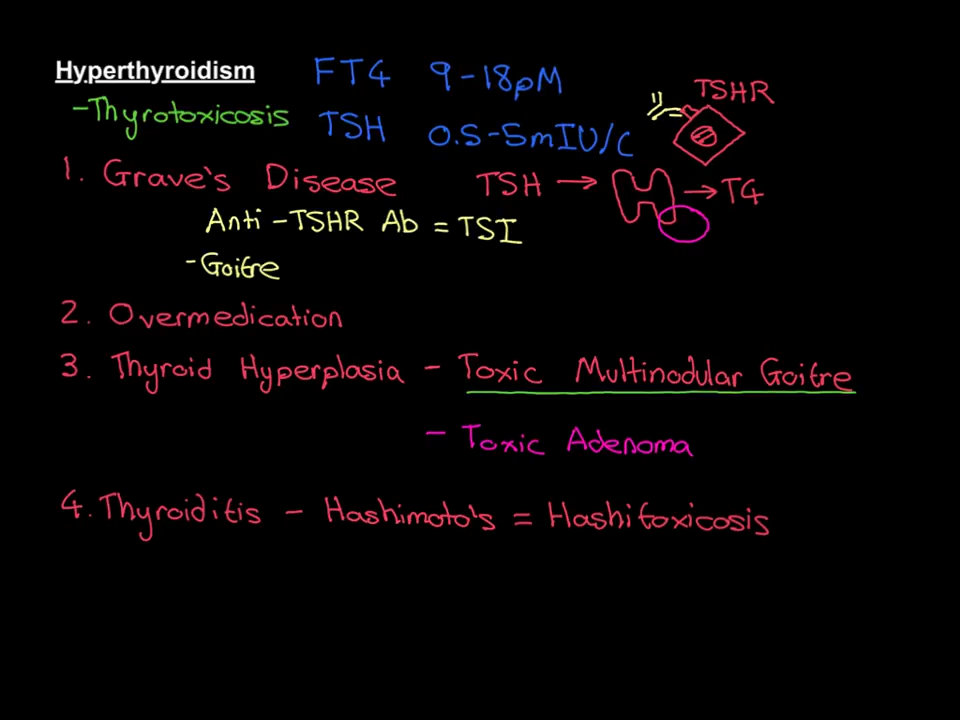 Hyperthyroidism FT4 9-18pM
- Thyrotoxicosis TSH 0.5-5mIU/L
TSHR
1. Grave's Disease TSH → → T4
Anti-TSHR Ab = TSI
- Goitre
2. Overmedication
3. Thyroid Hyperplasia - Toxic Multinodular Goitre
- Toxic Adenoma
4. Thyroiditis - Hashimoto's = Hashitoxicosis